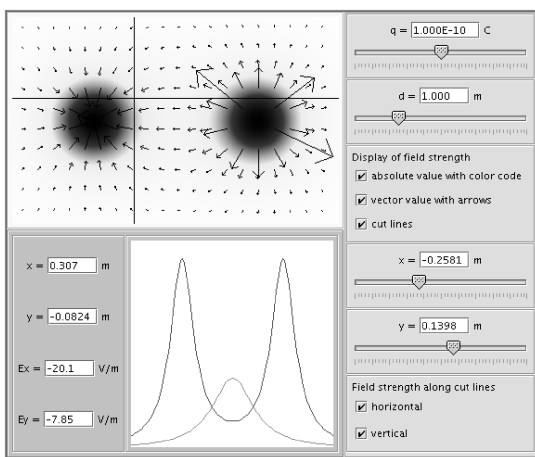 q = 1.000E-10 C
d = 1.000 m
Display of field strength
absolute value with color code
vector value with arrows
cut lines
x = -0.2581 m
y = 0.1398 m
Field strength along cut lines
horizontal
vertical
x = 0.307 m
y = -0.0824 m
Ex = -20.1 V/m
Ey = -7.85 V/m